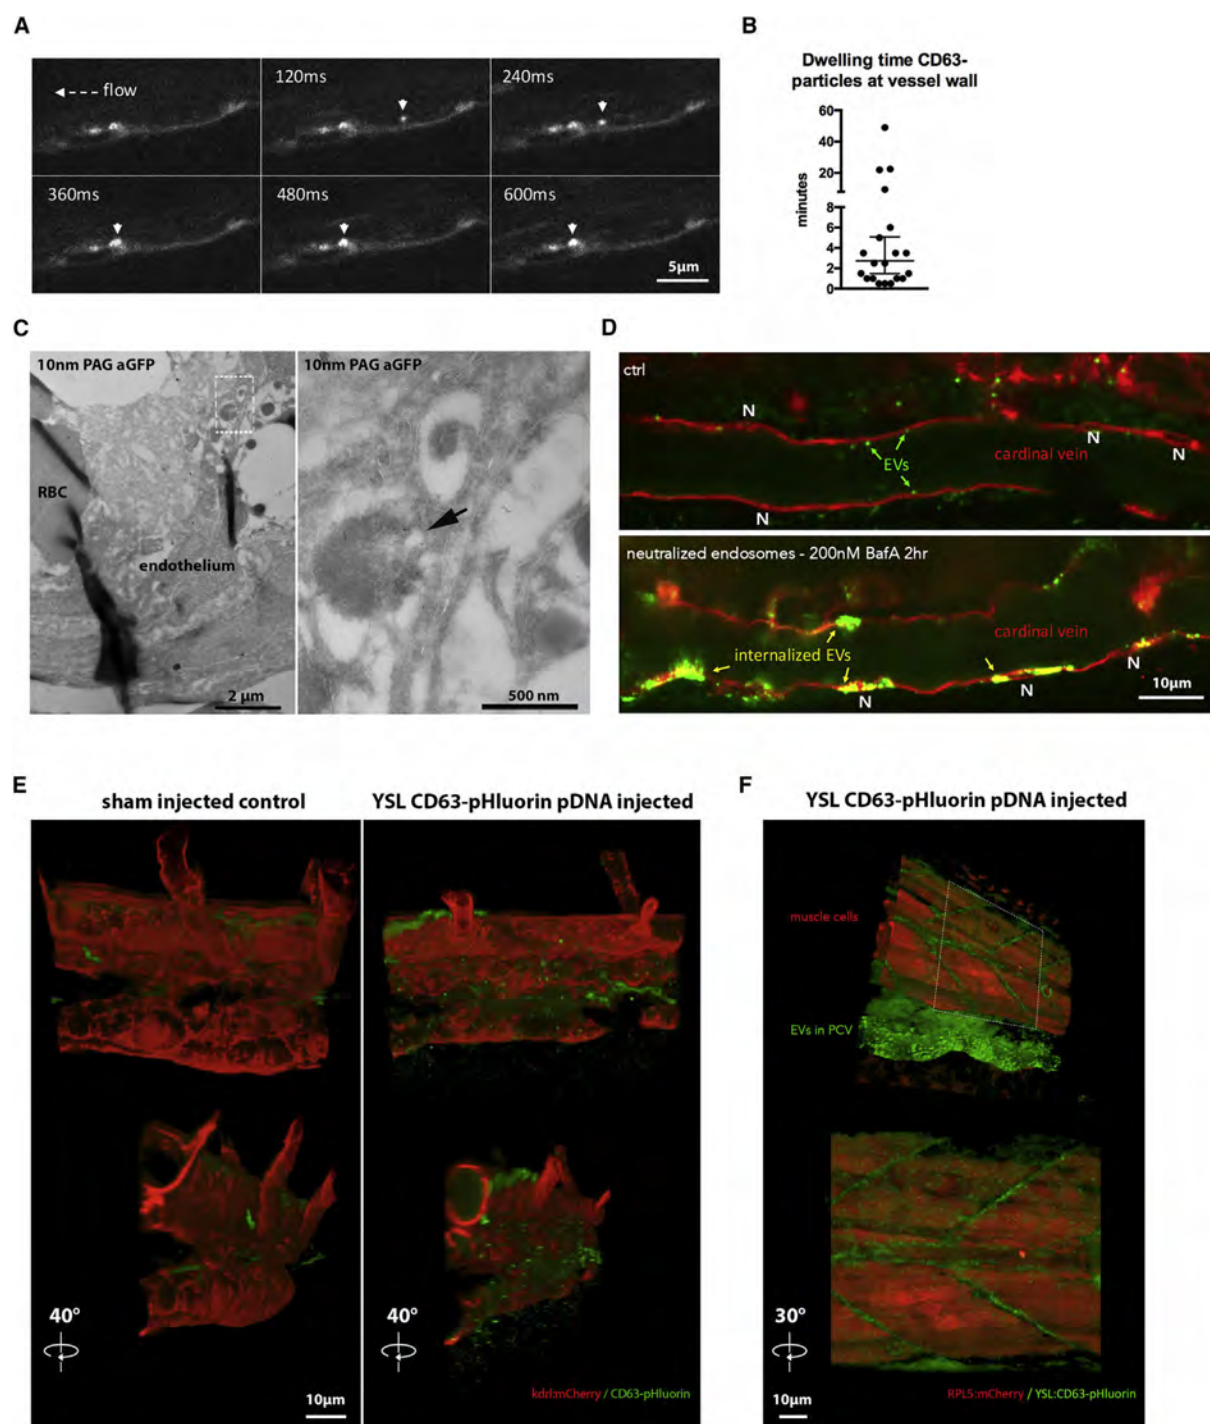 A
flow
120ms
240ms
360ms
480ms
600ms
5µm
B
Dwelling time CD63-
particles at vessel wall
60
40
20
8
6
4
2
0
minutes
C
10nm PAG aGFP
RBC
endothelium
2 µm
10nm PAG aGFP
500 nm
D
ctrl
N
N
N
cardinal vein
EVs
N
neutralized endosomes - 200nM BafA 2hr
cardinal vein
internalized EVs
N
N
N
10µm
E
sham injected control
YSL CD63-pHluorin pDNA injected
40°
40°
10µm
kdrl:mCherry / CD63-pHluorin
F
YSL CD63-pHluorin pDNA injected
muscle cells
EVs in PCV
30°
10µm
RPL5:mCherry / YSL:CD63-pHluorin